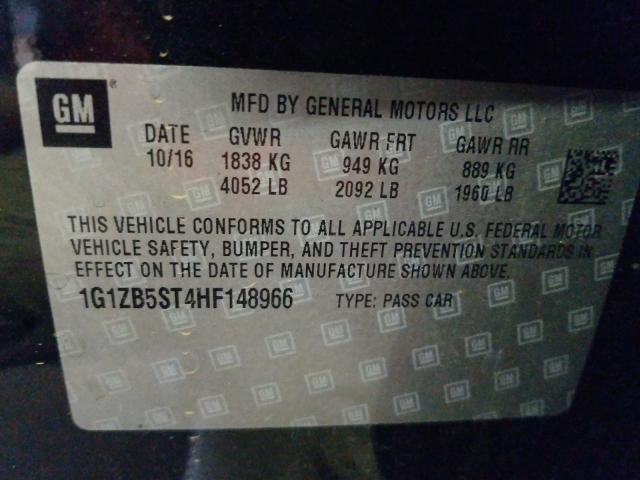 GM
MFD BY GENERAL MOTORS LLC
DATE GVWR GAWR FRT GAWR RR
10/16 1838 KG 949 KG 889 KG
4052 LB 2092 LB 1960 LB
THIS VEHICLE CONFORMS TO ALL APPLICABLE U.S. FEDERAL MOTOR
VEHICLE SAFETY, BUMPER, AND THEFT PREVENTION STANDARDS IN
EFFECT ON THE DATE OF MANUFACTURE SHOWN ABOVE.
1G1ZB5ST4HF148966 TYPE: PASS CAR